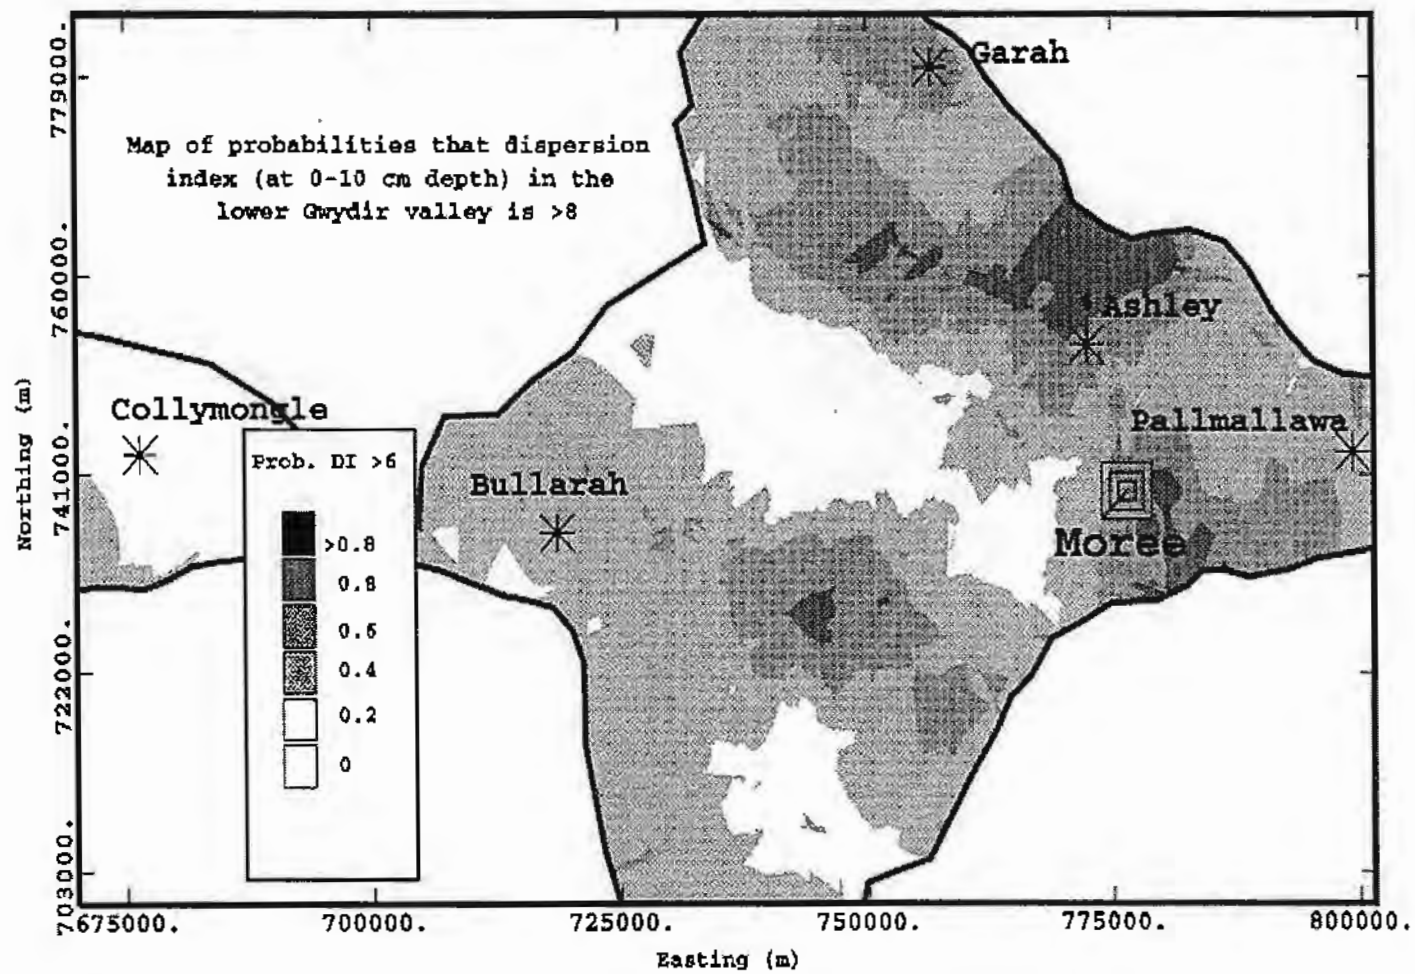 Garah
Map of probabilities that dispersion
index (at 0-10 cm depth) in the
lower Gwydir valley is >8
Ashley
Collymongle
Pallmallawa
Prob. DI >6
Bullarah
Moree
>0.8
0.8
0.6
0.4
0.2
0
779000.
760000.
741000.
722000.
703000.
Northing (m)
675000.
700000.
725000.
750000.
775000.
800000.
Easting (m)